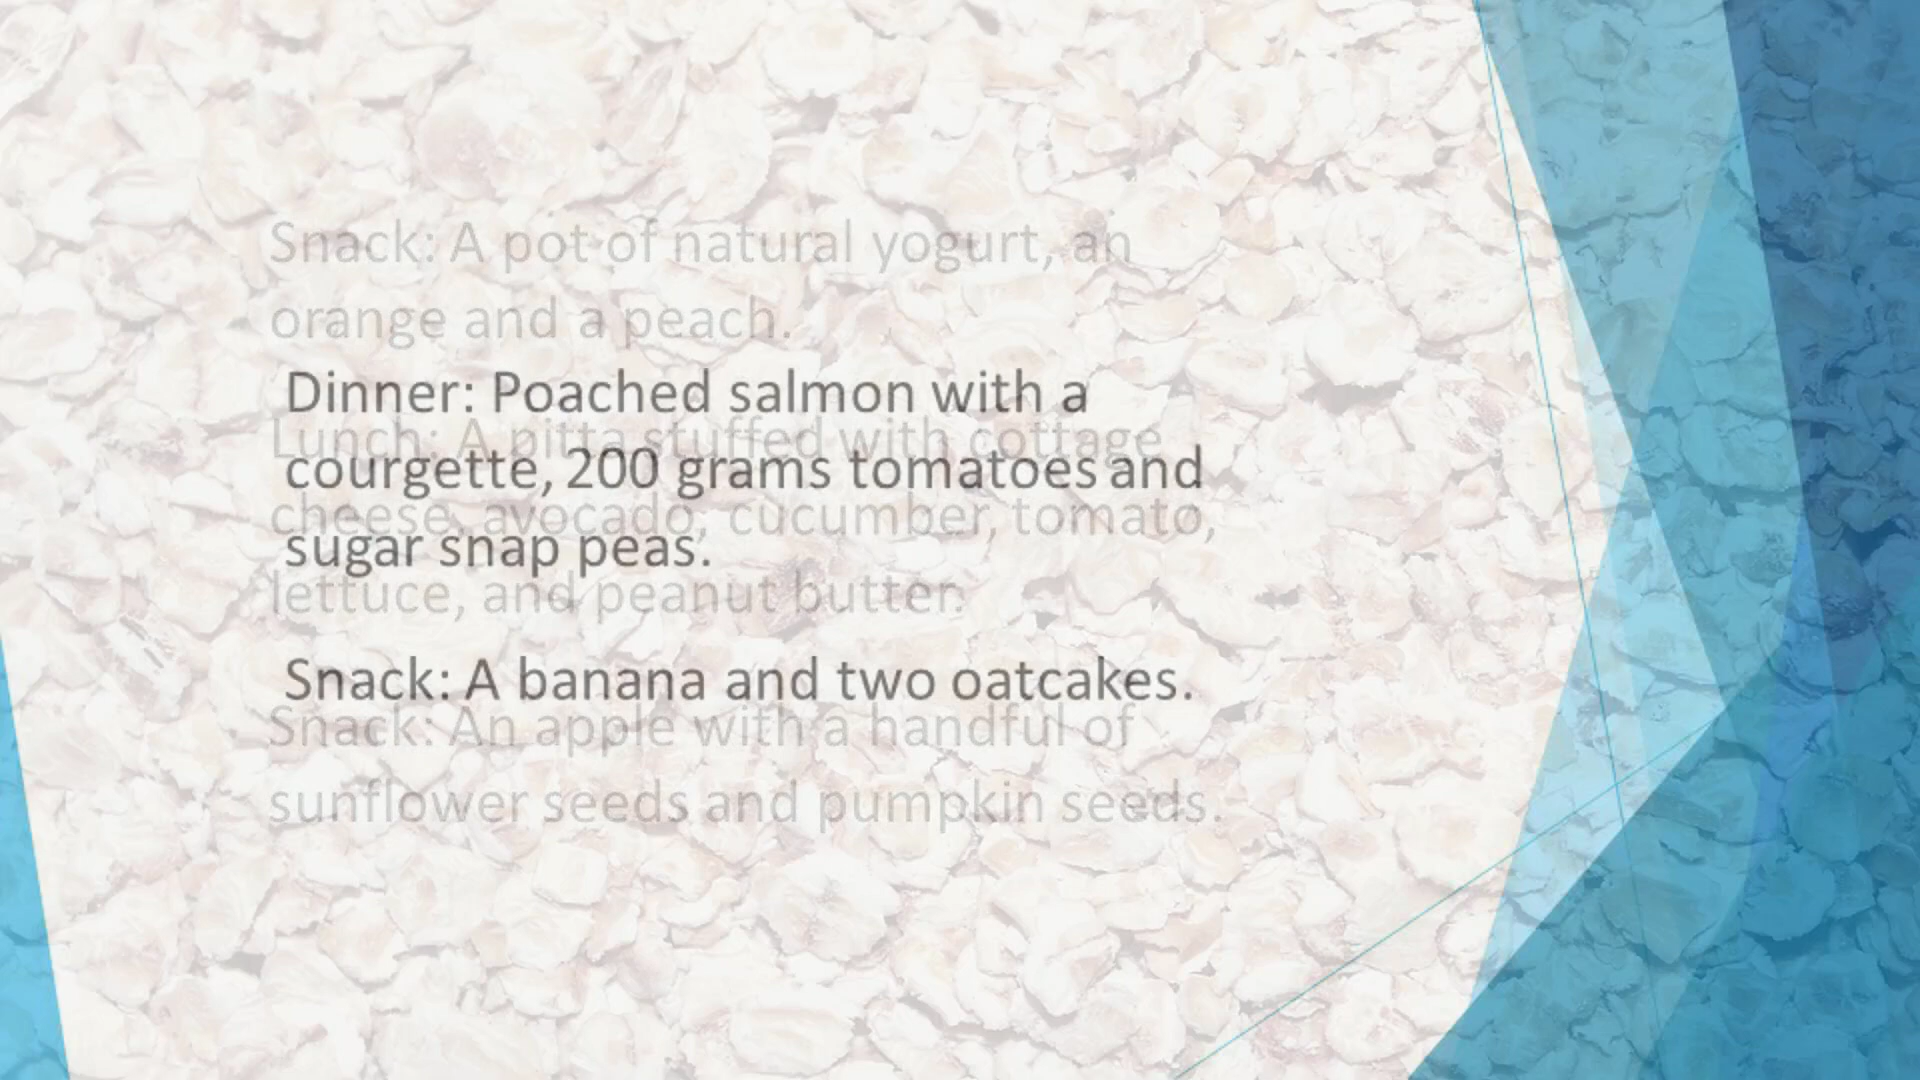 Snack: A pot of natural yogurt, an
orange and a peach.
Dinner: Poached salmon with a
Lunch: A pitta stuffed with cottage
courgette, 200 grams tomatoes and
cheese, avocado, cucumber, tomato,
sugar snap peas.
lettuce, and peanut butter.
Snack: A banana and two oatcakes.
Snack: An apple with a handful of
sunflower seeds and pumpkin seeds.